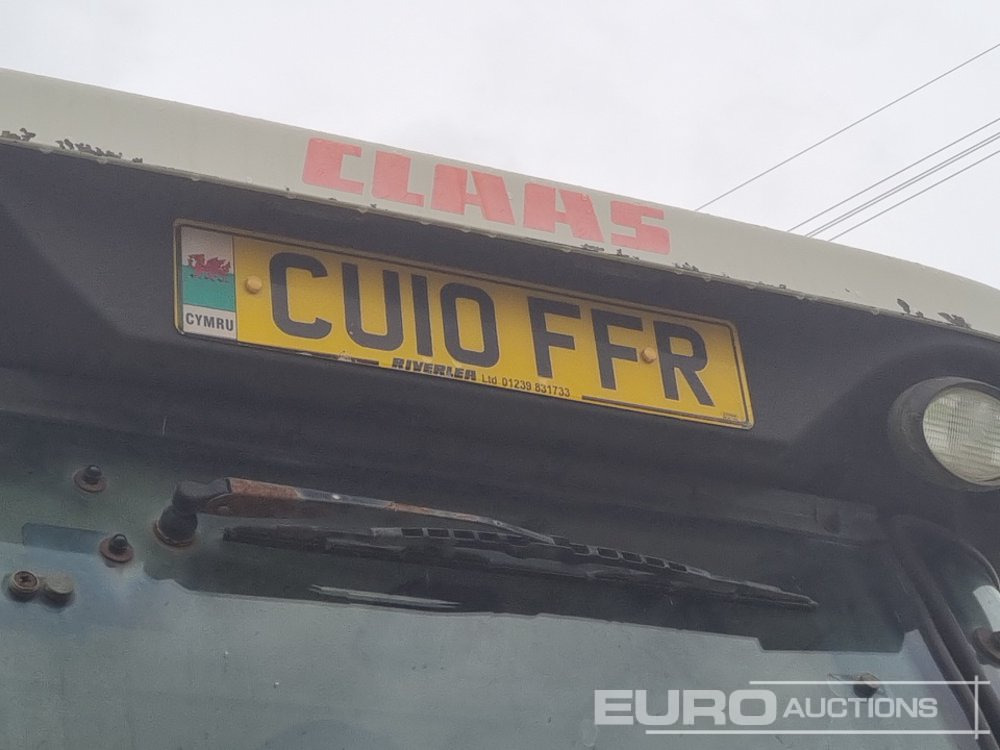 CLAAS
CU10 FFR
CYMRU
RIVERLEA Ltd 01239 831733
EURO AUCTIONS